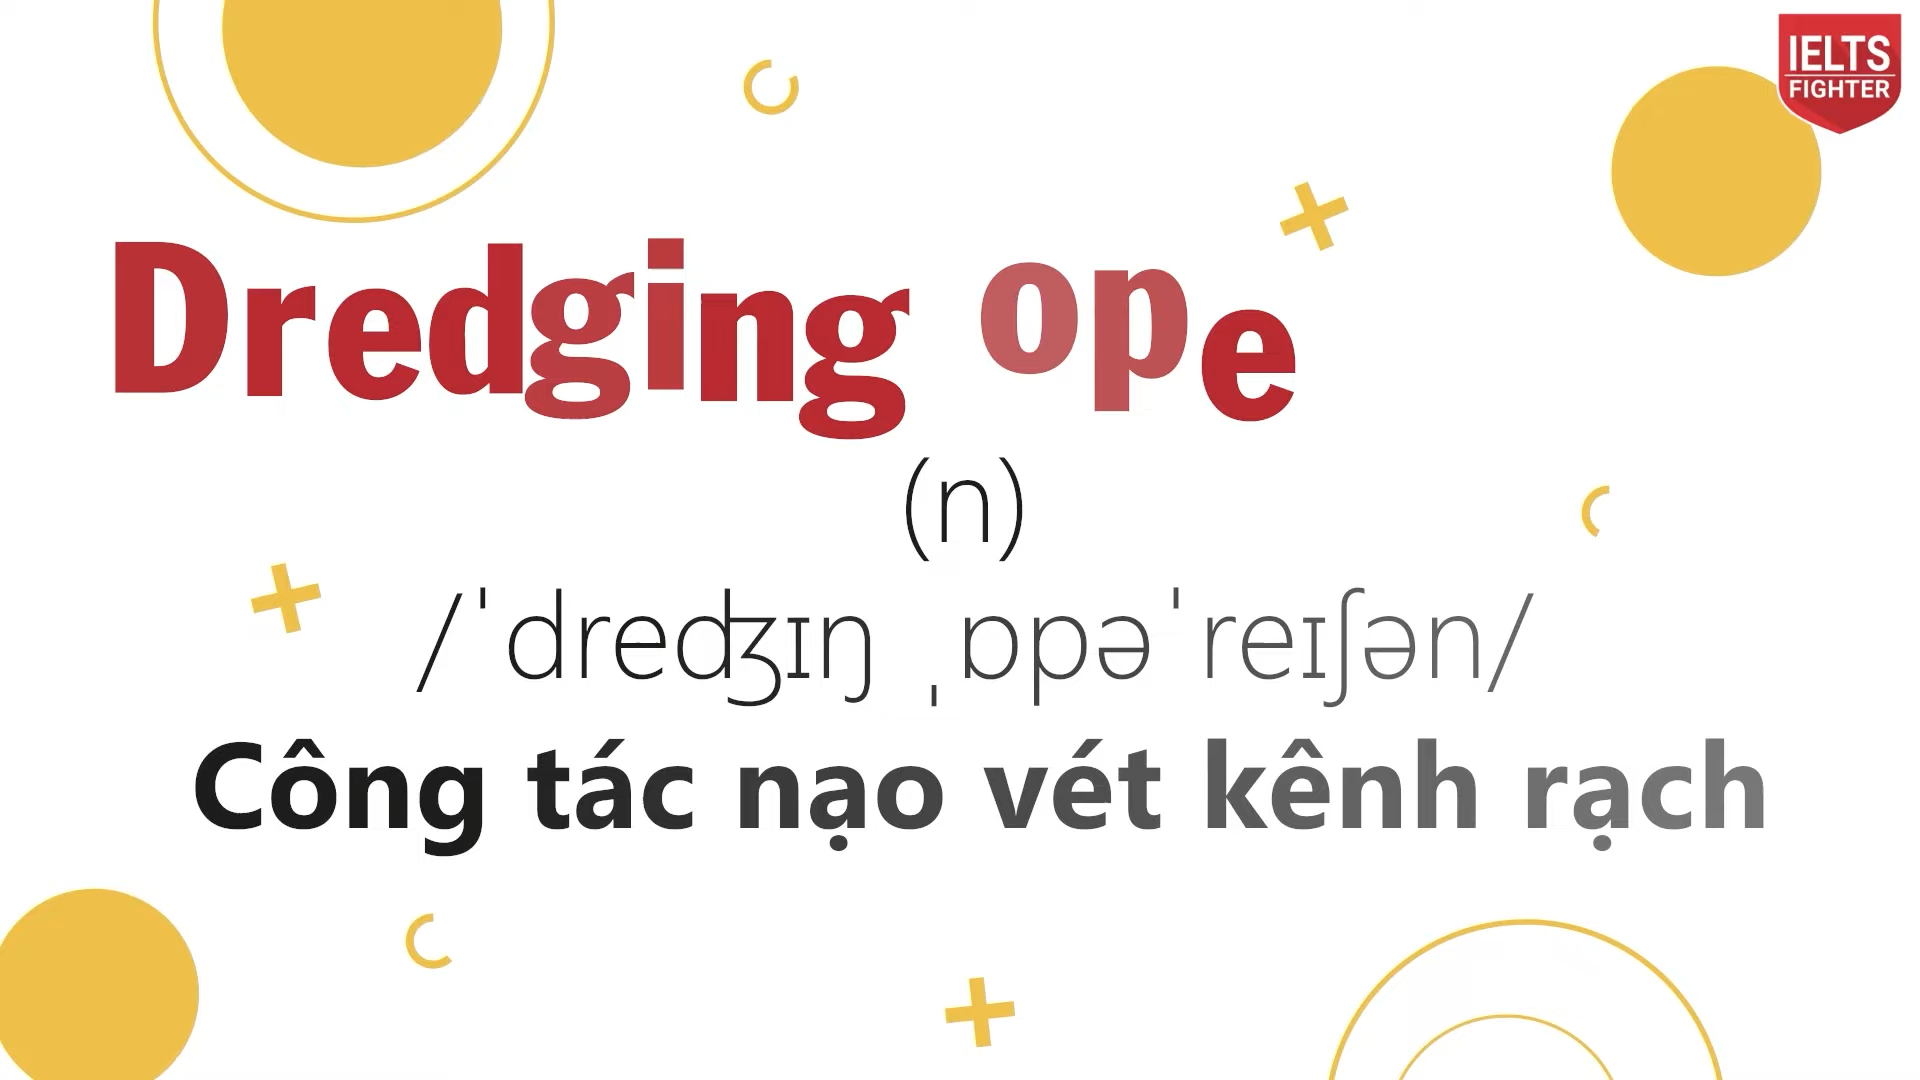 IELTS
FIGHTER
Dredging ope
(n)
/ˈdredʒɪŋ ˌɒpəˈreɪʃən/
Công tác nạo vét kênh rạch